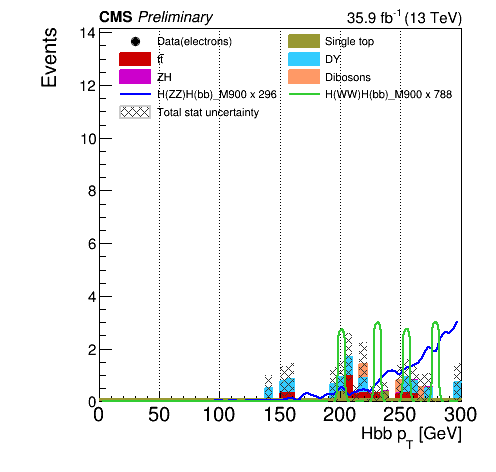 CMS Preliminary 35.9 fb⁻¹ (13 TeV)
Events
Data(electrons) Single top
tt̄ DY
ZH Dibosons
H(ZZ)H(bb)_M900 x 296 H(WW)H(bb)_M900 x 788
Total stat uncertainty
14
12
10
8
6
4
2
0
0 50 100 150 200 250 300
Hbb p_T [GeV]